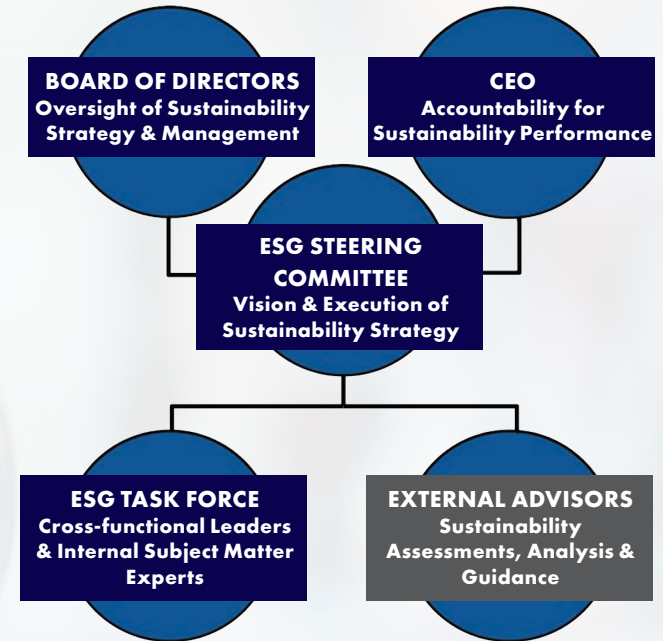 BOARD OF DIRECTORS
Oversight of Sustainability
Strategy & Management
CEO
Accountability for
Sustainability Performance
ESG STEERING
COMMITTEE
Vision & Execution of
Sustainability Strategy
ESG TASK FORCE
Cross-functional Leaders
& Internal Subject Matter
Experts
EXTERNAL ADVISORS
Sustainability
Assessments, Analysis &
Guidance